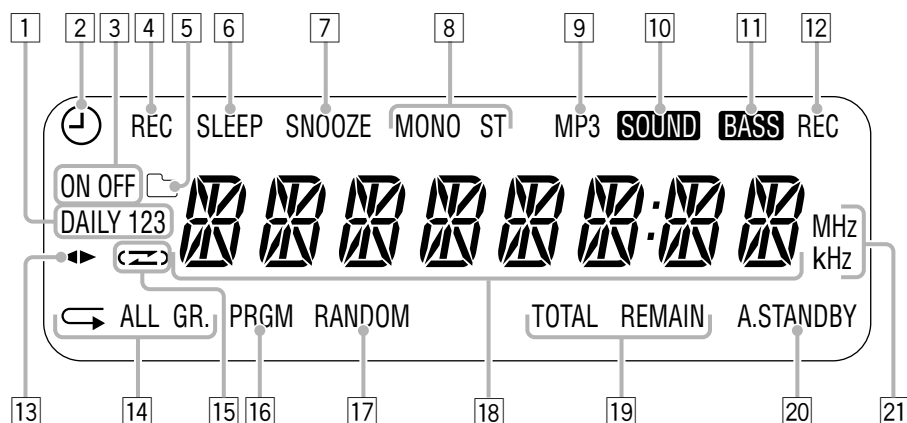 1 2 3 4 5 6 7 8 9 10 11 12
REC SLEEP SNOOZE MONO ST MP3 SOUND BASS REC
ON OFF
DAILY 123
MHz
kHz
ALL GR. PRGM RANDOM TOTAL REMAIN A.STANDBY
13 14 15 16 17 18 19 20 21